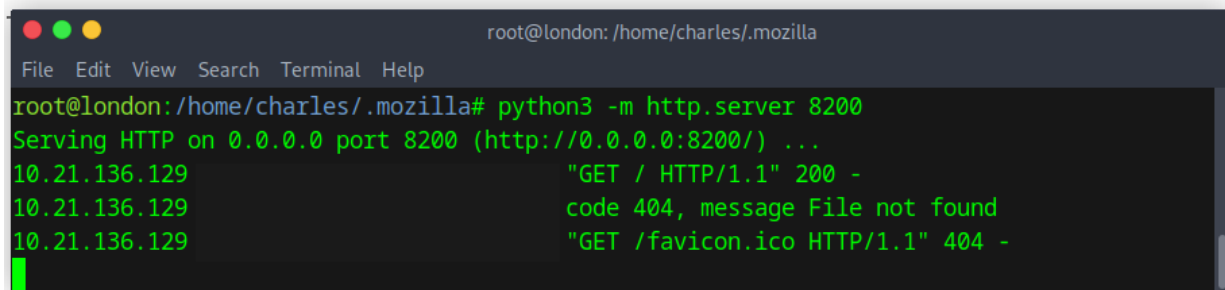 root@london: /home/charles/.mozilla
File Edit View Search Terminal Help
root@london:/home/charles/.mozilla# python3 -m http.server 8200
Serving HTTP on 0.0.0.0 port 8200 (http://0.0.0.0:8200/) ...
10.21.136.129 "GET / HTTP/1.1" 200 -
10.21.136.129 code 404, message File not found
10.21.136.129 "GET /favicon.ico HTTP/1.1" 404 -